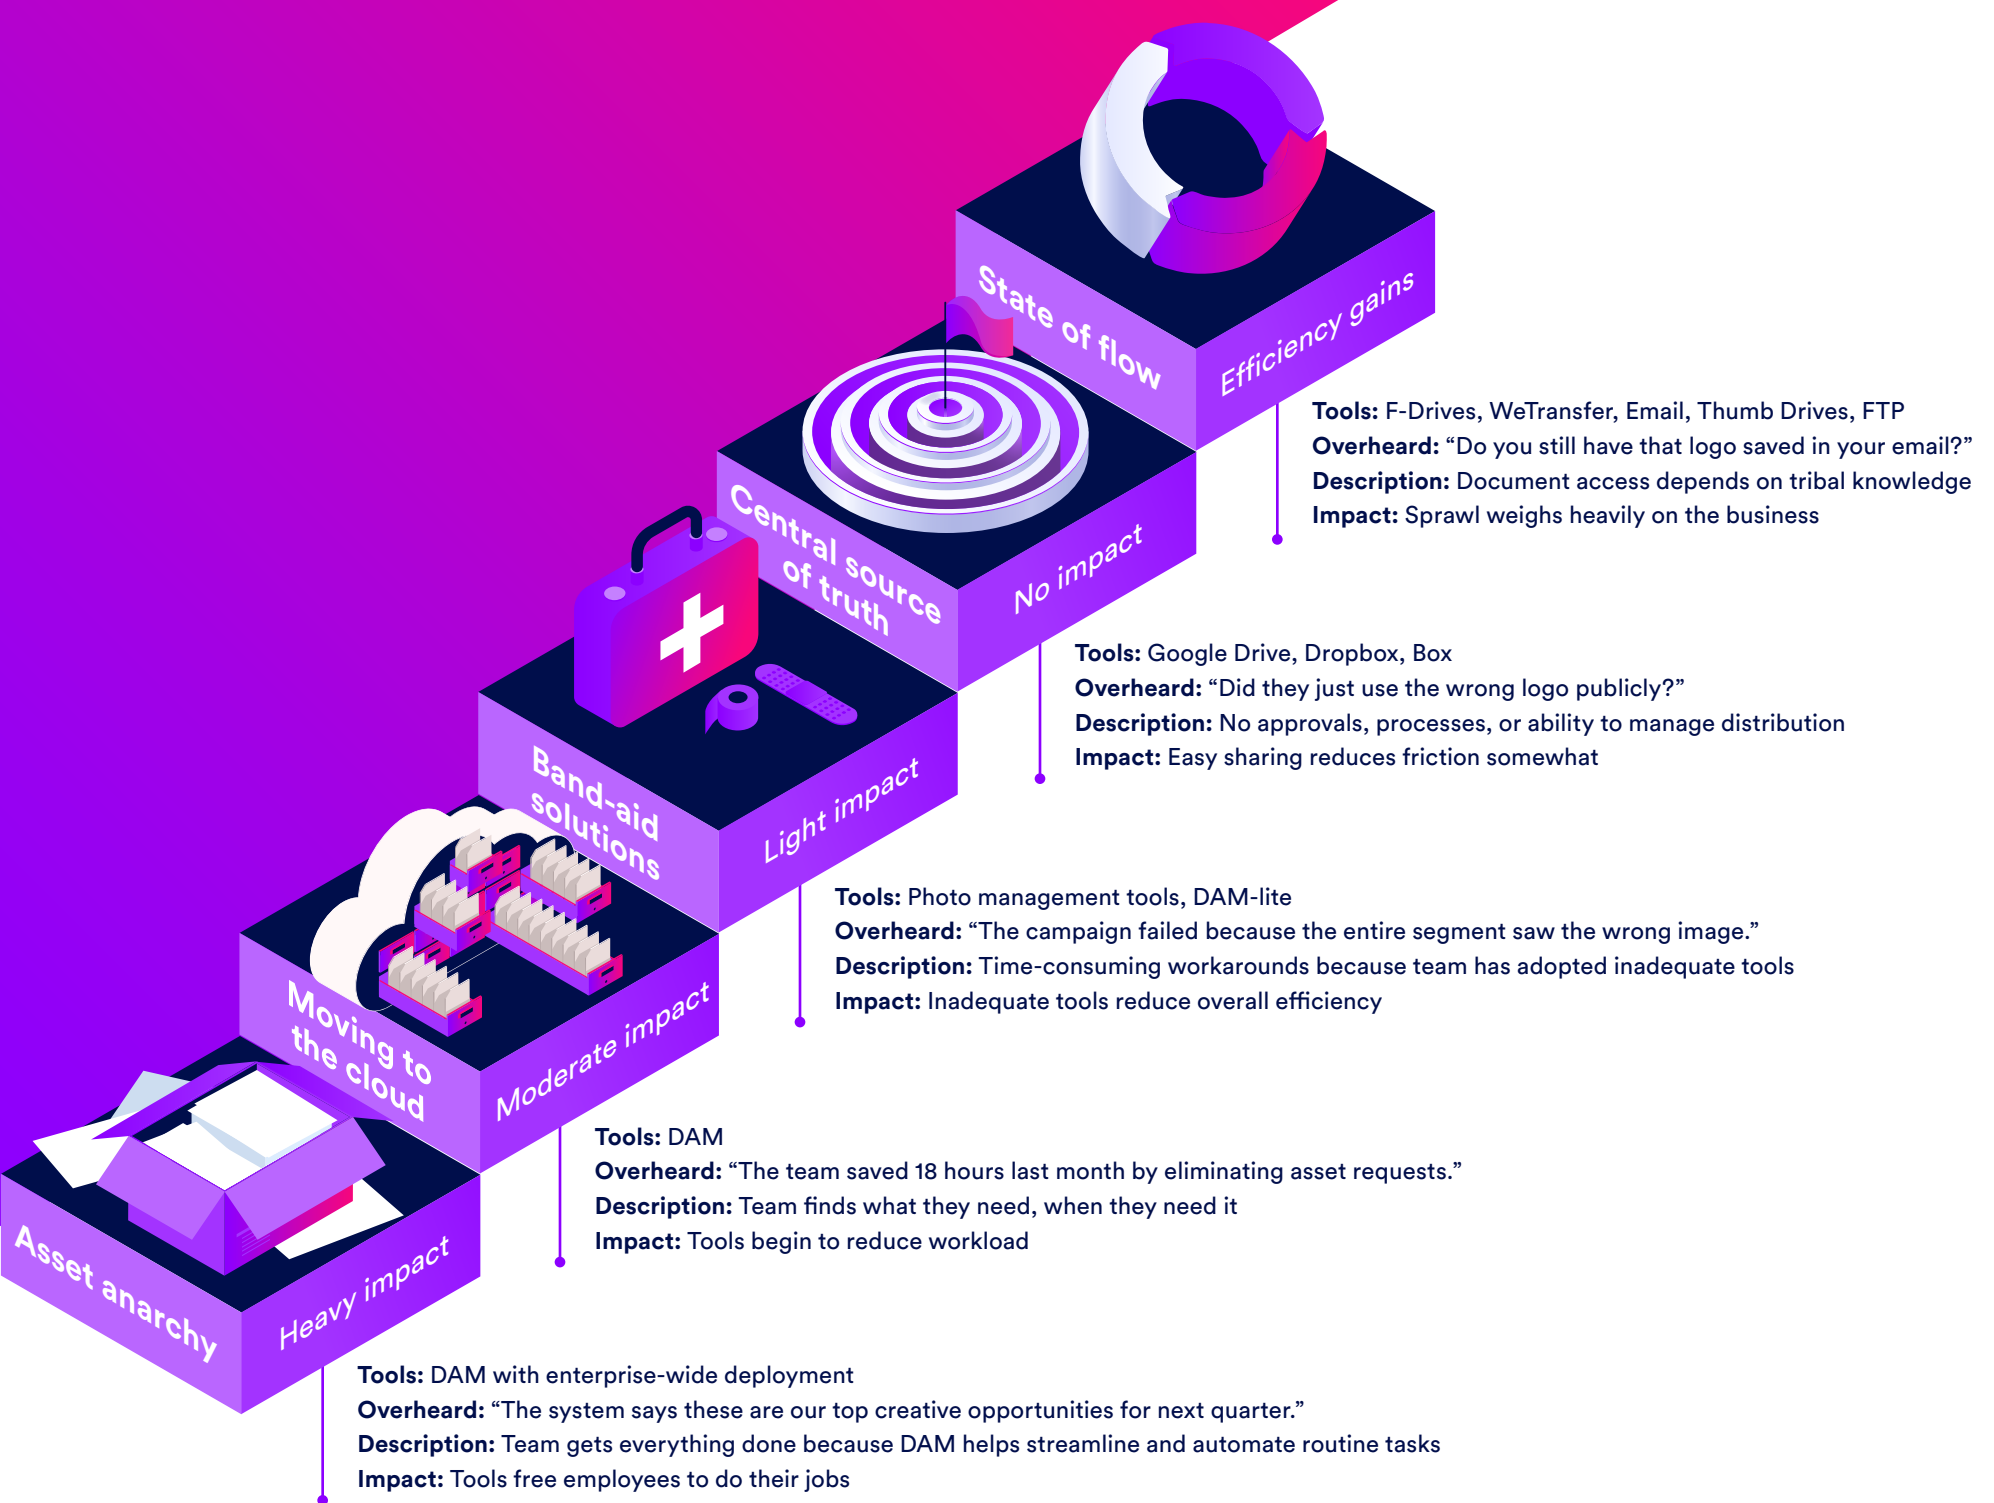 State of flow
Efficiency gains
Tools: F-Drives, WeTransfer, Email, Thumb Drives, FTP
Overheard: “Do you still have that logo saved in your email?”
Description: Document access depends on tribal knowledge
Impact: Sprawl weighs heavily on the business
Central source
of truth
No impact
Tools: Google Drive, Dropbox, Box
Overheard: “Did they just use the wrong logo publicly?”
Description: No approvals, processes, or ability to manage distribution
Impact: Easy sharing reduces friction somewhat
Band-aid
solutions
Light impact
Tools: Photo management tools, DAM-lite
Overheard: “The campaign failed because the entire segment saw the wrong image.”
Description: Time-consuming workarounds because team has adopted inadequate tools
Impact: Inadequate tools reduce overall efficiency
Moving to
the cloud
Moderate impact
Tools: DAM
Overheard: “The team saved 18 hours last month by eliminating asset requests.”
Description: Team finds what they need, when they need it
Impact: Tools begin to reduce workload
Asset anarchy
Heavy impact
Tools: DAM with enterprise-wide deployment
Overheard: “The system says these are our top creative opportunities for next quarter.”
Description: Team gets everything done because DAM helps streamline and automate routine tasks
Impact: Tools free employees to do their jobs